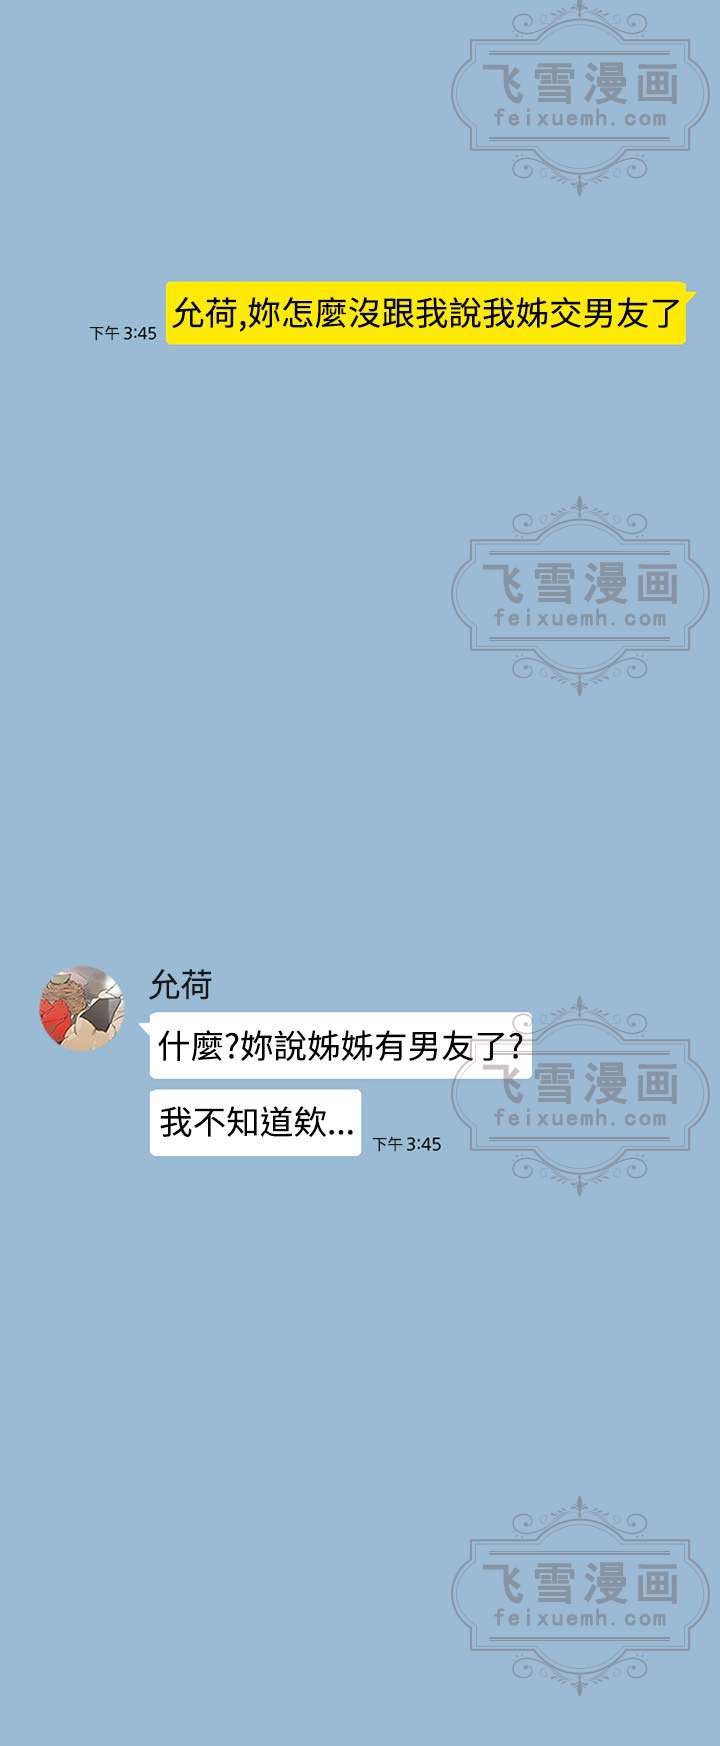 飞雪漫画
feixuemh.com
允荷,妳怎麼沒跟我說我姊交男友了
下午 3:45
飞雪漫画
feixuemh.com
允荷
什麼?妳說姊姊有男友了?
我不知道欸...
下午 3:45
飞雪漫画
feixuemh.com
飞雪漫画
feixuemh.com